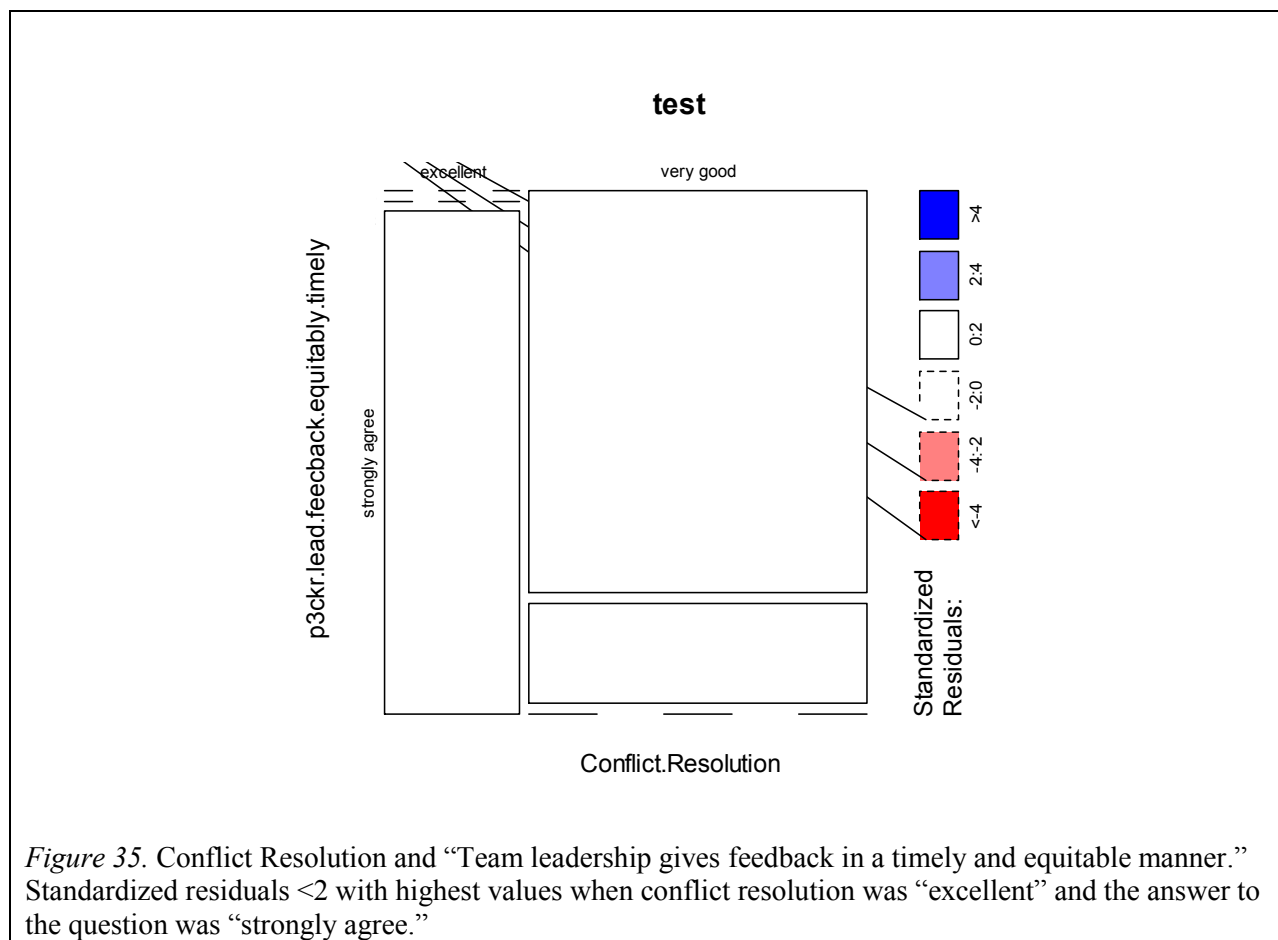 test
excellent
very good
p3ckr.lead.feecback.equitably.timely
strongly agree
>4
2:4
0:2
-2:0
-4:-2
<-4
Standardized
Residuals:
Conflict.Resolution
Figure 35. Conflict Resolution and “Team leadership gives feedback in a timely and equitable manner.”
Standardized residuals <2 with highest values when conflict resolution was “excellent” and the answer to
the question was “strongly agree.”